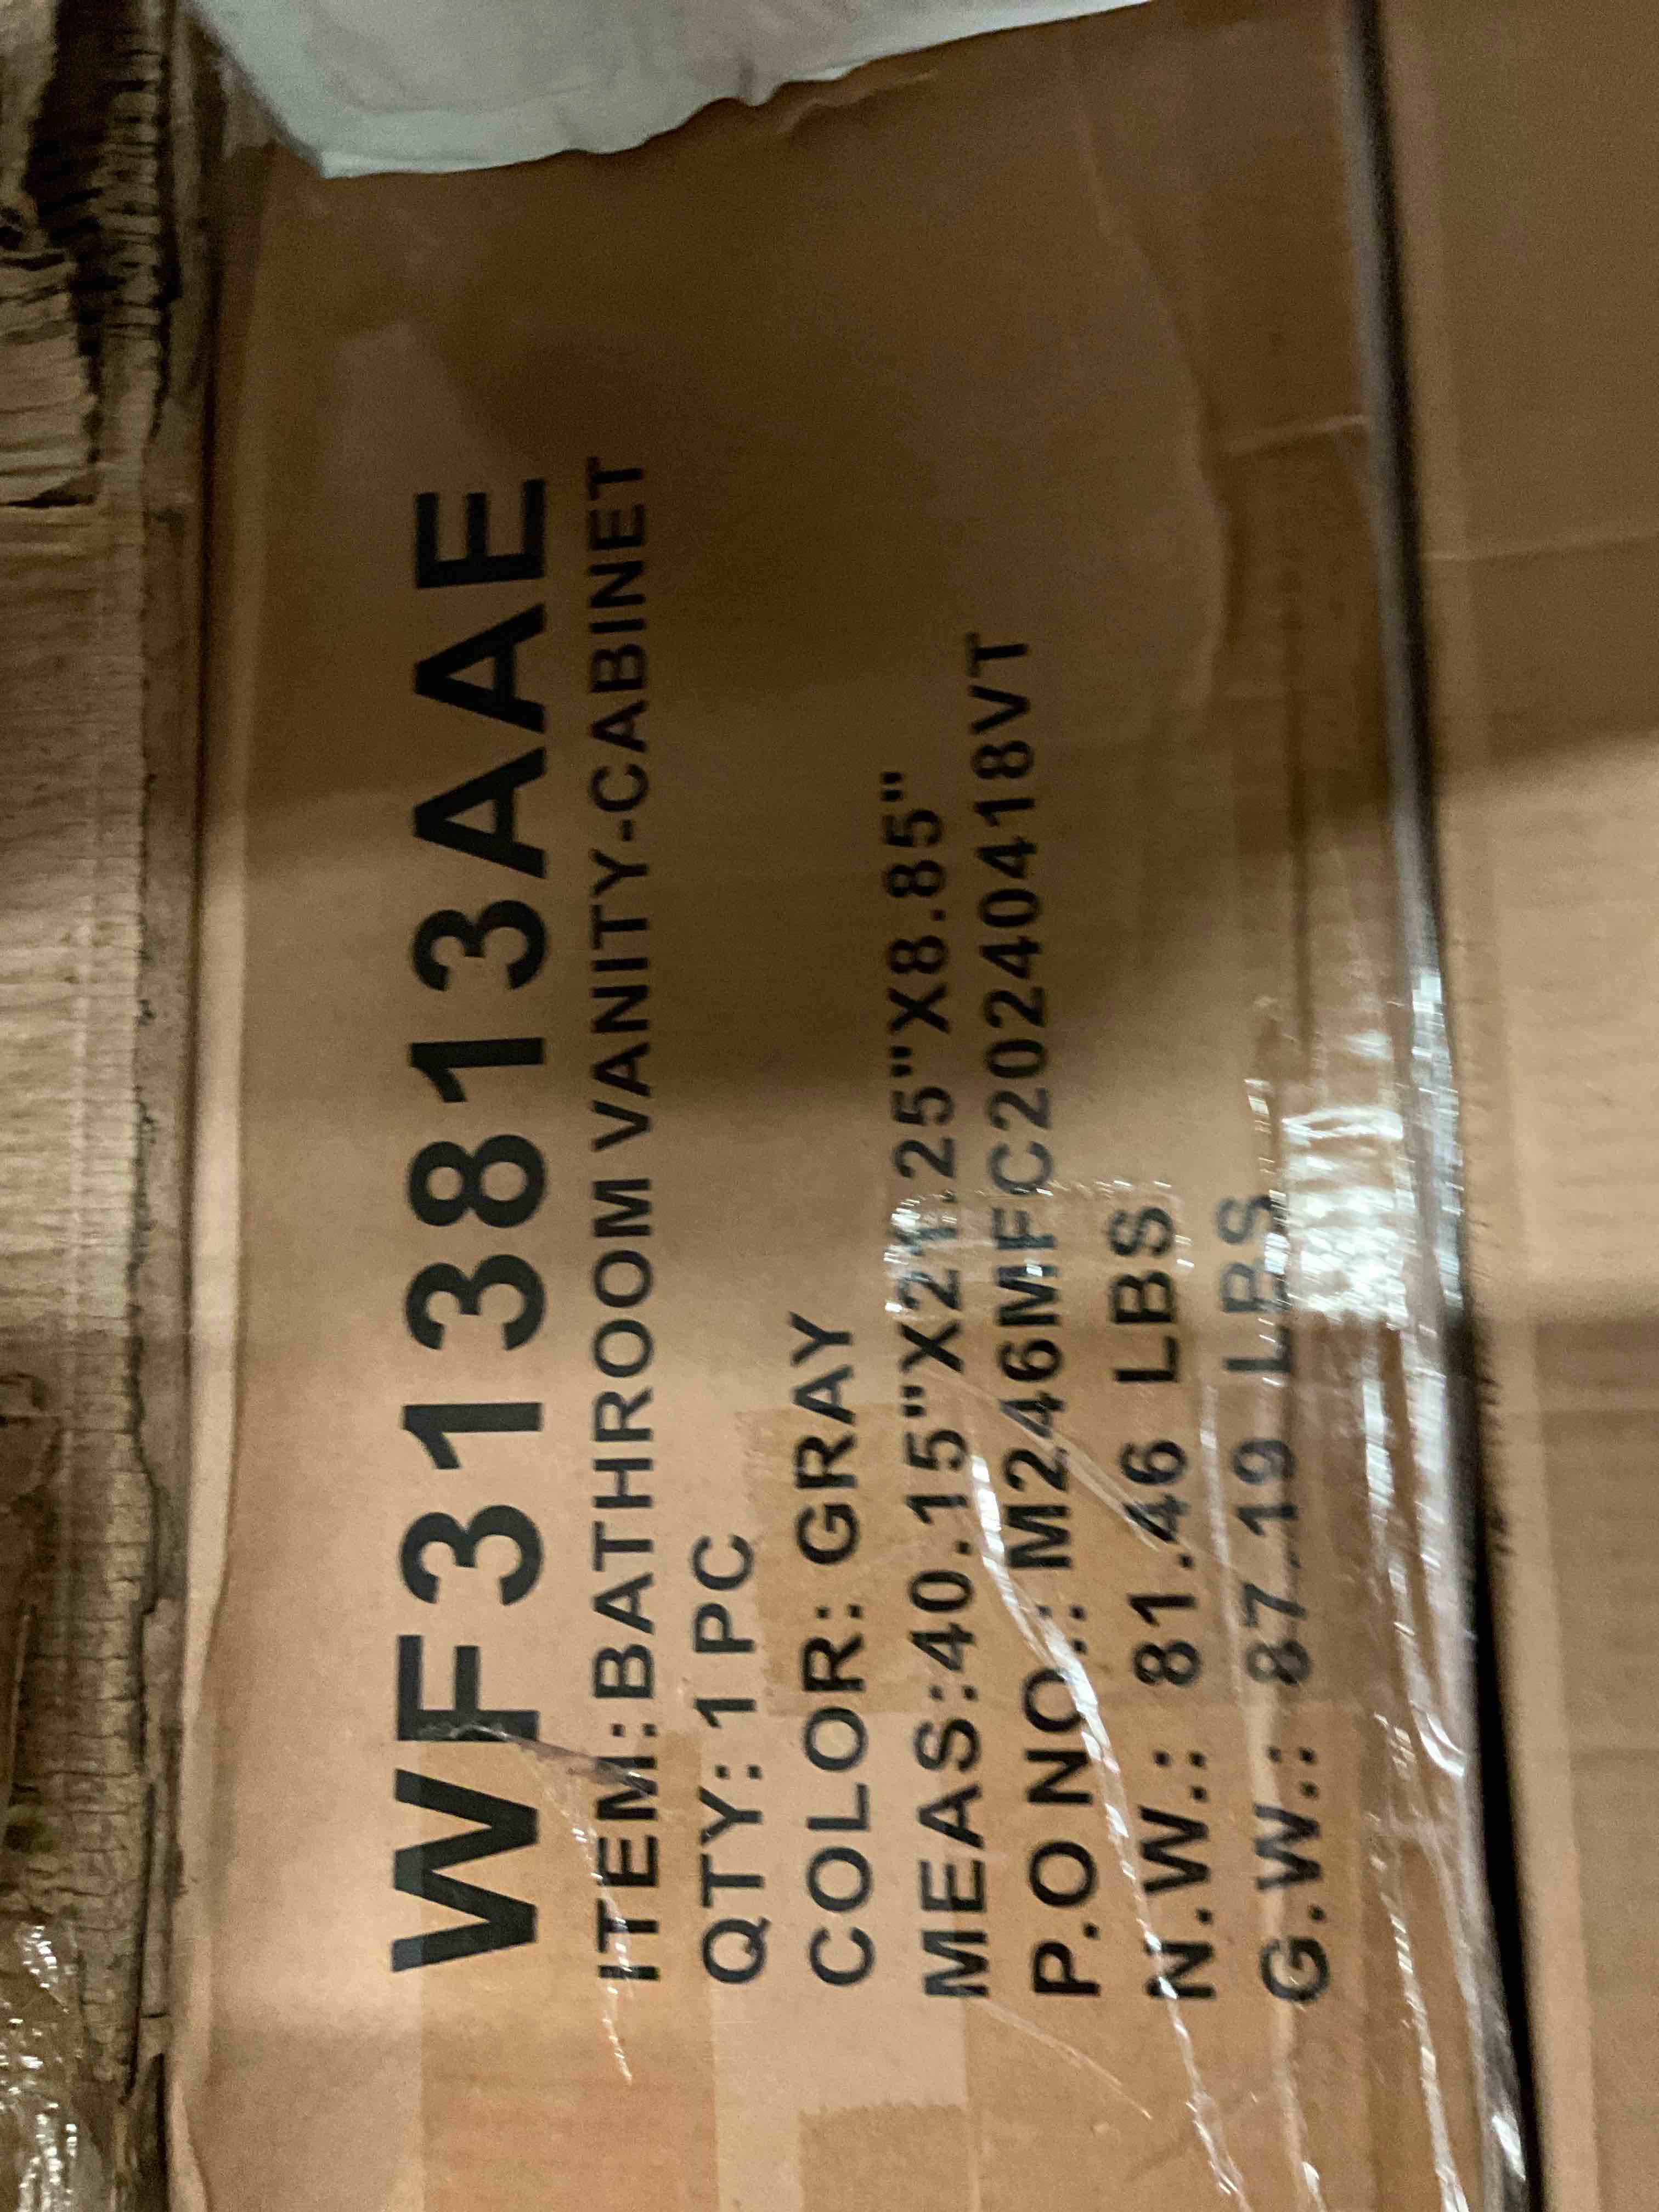 WF313813AAE
ITEM:BATHROOM VANITY-CABINET
QTY: 1 PC
COLOR: GRAY
MEAS:40.15"X21.25"X8.85"
P.O NO.: M246MFC20240418VT
N.W.: 81.46 LBS
G.W.: 87.19 LBS